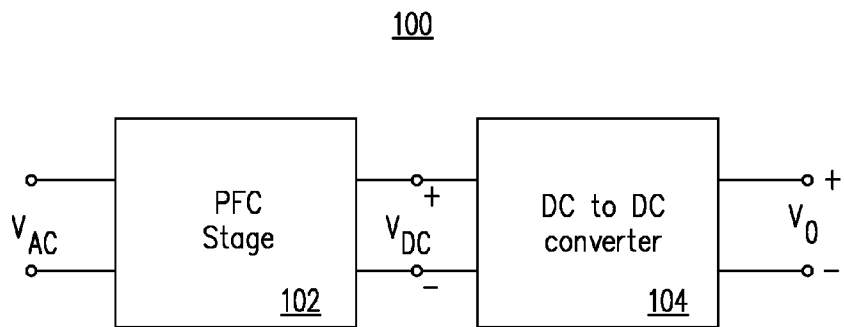 100
PFC
Stage
102
V_AC
+
V_DC
-
DC to DC
converter
104
+
V_0
-